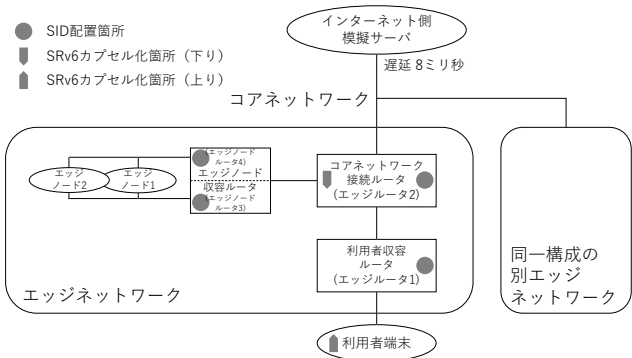 SID配置箇所
SRv6カプセル化箇所（下り）
SRv6カプセル化箇所（上り）
インターネット側
模擬サーバ
遅延 8ミリ秒
コアネットワーク
(エッジノード
ルータ4)
エッジノード
収容ルータ
(エッジノード
ルータ3)
エッジ
ノード2
エッジ
ノード1
コアネットワーク
接続ルータ
(エッジルータ2)
利用者収容
ルータ
(エッジルータ1)
エッジネットワーク
同一構成の
別エッジ
ネットワーク
利用者端末